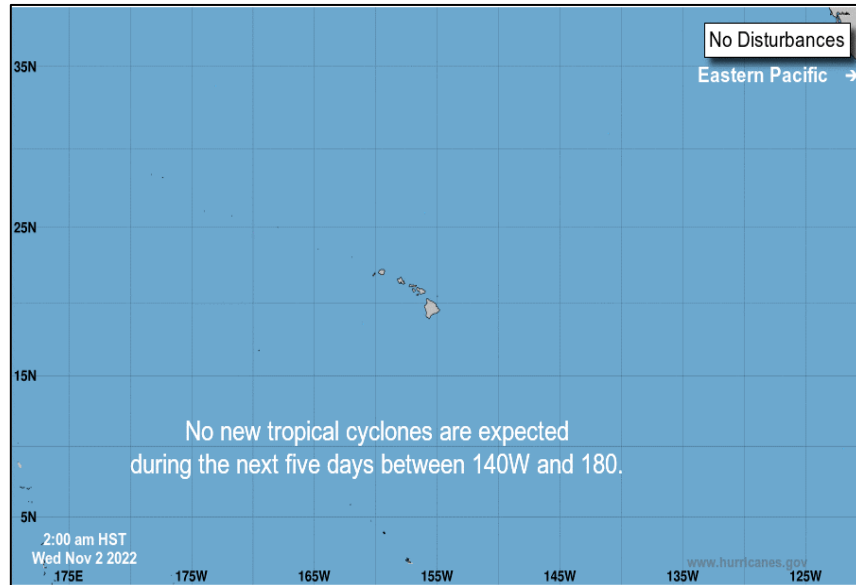 No Disturbances
Eastern Pacific →
35N
25N
15N
No new tropical cyclones are expected
during the next five days between 140W and 180.
5N
2:00 am HST
Wed Nov 2 2022
www.hurricanes.gov
175E 175W 165W 155W 145W 135W 125W